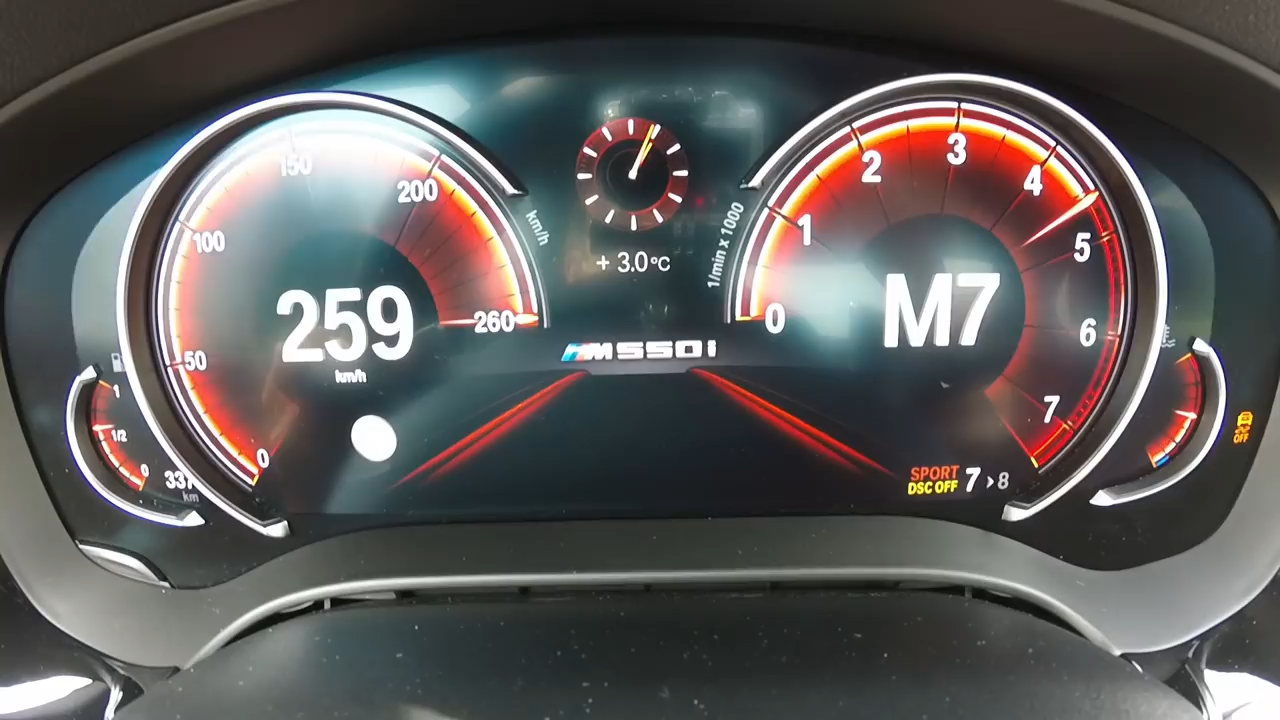 150
200
100
260
50
0
km/h
259
km/h
1
1/2
0
337
km
+ 3.0°C
M550i
1/min x 1000
0
1
2
3
4
5
6
7
M7
SPORT
DSC OFF 7 › 8
OFF